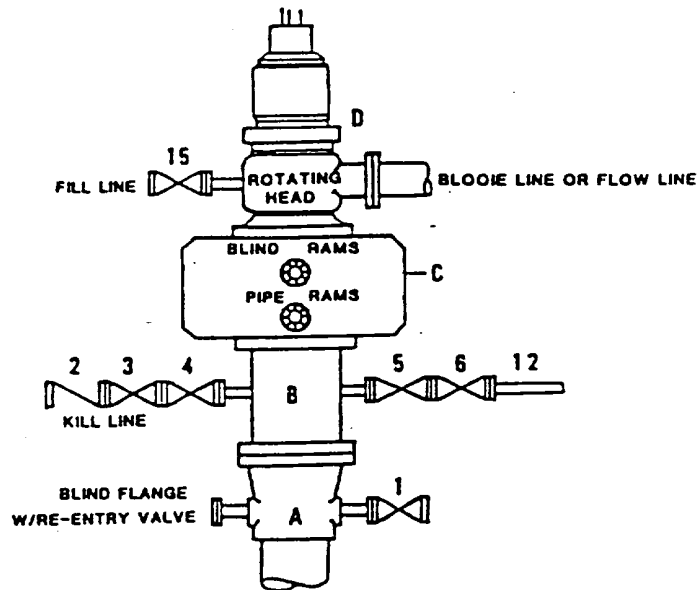 D
15
FILL LINE
ROTATING
HEAD
BLOOIE LINE OR FLOW LINE
BLIND RAMS
C
PIPE RAMS
2 3 4
5 6 12
B
KILL LINE
BLIND FLANGE
W/RE-ENTRY VALVE
A
1